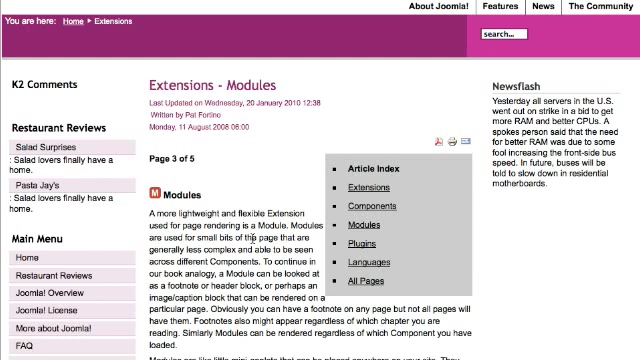 About Joomla! Features News The Community
You are here: Home Extensions
search...
K2 Comments
Restaurant Reviews
Salad Surprises
: Salad lovers finally have a
home.
Pasta Jay's
: Salad lovers finally have a
home.
Main Menu
Home
Restaurant Reviews
Joomla! Overview
Joomla! License
More about Joomla!
FAQ
Extensions - Modules
Last Updated on Wednesday, 20 January 2010 12:38
Written by Pat Fortino
Monday, 11 August 2008 06:00
Page 3 of 5
Article Index
Extensions
Components
Modules
Plugins
Languages
All Pages
M Modules
A more lightweight and flexible Extension
used for page rendering is a Module. Modules
are used for small bits of the page that are
generally less complex and able to be seen
across different Components. To continue in
our book analogy, a Module can be looked at
as a footnote or header block, or perhaps an
image/caption block that can be rendered on a
particular page. Obviously you can have a footnote on any page but not all pages will
have them. Footnotes also might appear regardless of which chapter you are
reading. Simlarly Modules can be rendered regardless of which Component you have
loaded.
Newsflash
Yesterday all servers in the U.S.
went out on strike in a bid to get
more RAM and better CPUs. A
spokes person said that the need
for better RAM was due to some
fool increasing the front-side bus
speed. In future, buses will be
told to slow down in residential
motherboards.